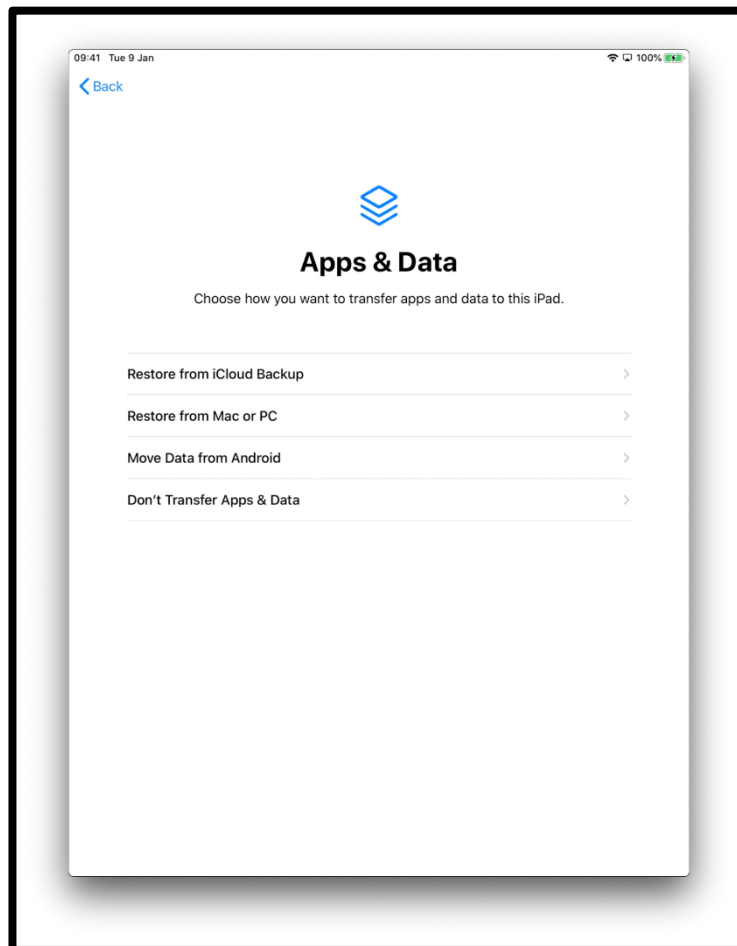 09:41 Tue 9 Jan 100%
Back
Apps & Data
Choose how you want to transfer apps and data to this iPad.
Restore from iCloud Backup
Restore from Mac or PC
Move Data from Android
Don’t Transfer Apps & Data